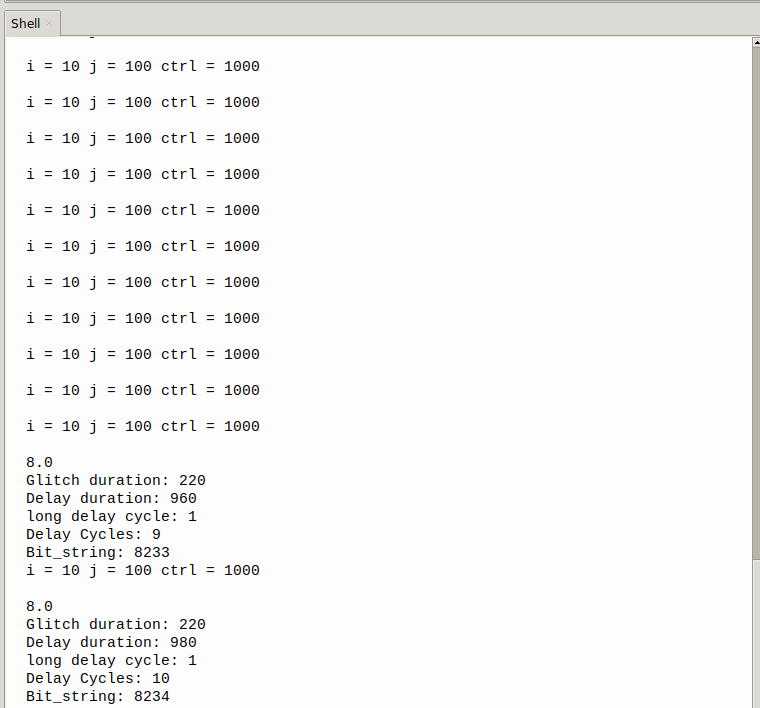 Shell
i = 10 j = 100 ctrl = 1000
i = 10 j = 100 ctrl = 1000
i = 10 j = 100 ctrl = 1000
i = 10 j = 100 ctrl = 1000
i = 10 j = 100 ctrl = 1000
i = 10 j = 100 ctrl = 1000
i = 10 j = 100 ctrl = 1000
i = 10 j = 100 ctrl = 1000
i = 10 j = 100 ctrl = 1000
i = 10 j = 100 ctrl = 1000
i = 10 j = 100 ctrl = 1000
8.0
Glitch duration: 220
Delay duration: 960
long delay cycle: 1
Delay Cycles: 9
Bit_string: 8233
i = 10 j = 100 ctrl = 1000
8.0
Glitch duration: 220
Delay duration: 980
long delay cycle: 1
Delay Cycles: 10
Bit_string: 8234